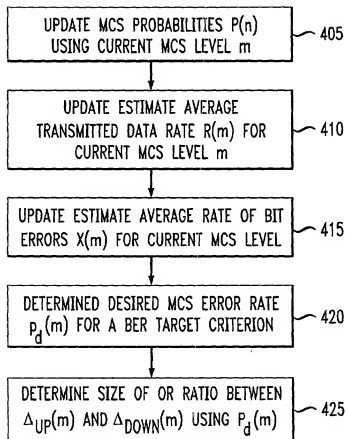 UPDATE MCS PROBABILITIES P(n)
USING CURRENT MCS LEVEL m
405
UPDATE ESTIMATE AVERAGE
TRANSMITTED DATA RATE R(m) FOR
CURRENT MCS LEVEL m
410
UPDATE ESTIMATE AVERAGE RATE OF BIT
ERRORS X(m) FOR CURRENT MCS LEVEL
415
DETERMINED DESIRED MCS ERROR RATE
Pd(m) FOR A BER TARGET CRITERION
420
DETERMINE SIZE OF OR RATIO BETWEEN
ΔUP(m) AND ΔDOWN(m) USING Pd(m)
425